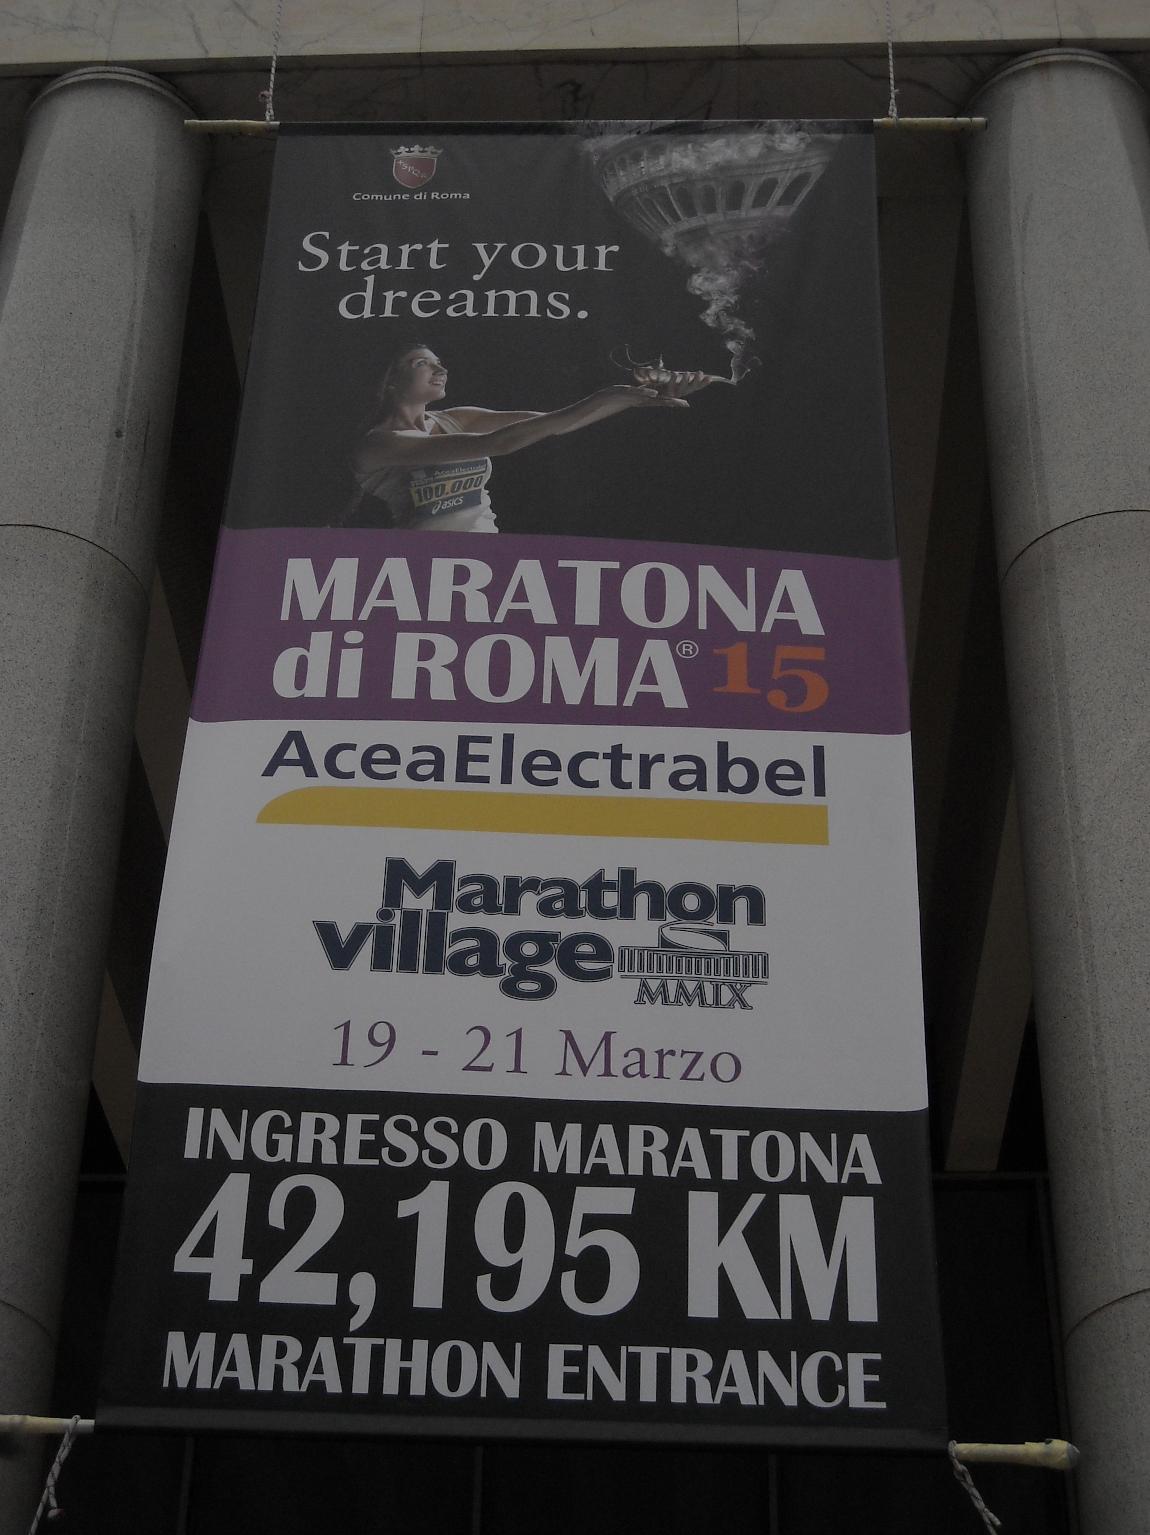 SPQR
Comune di Roma
Start your
dreams.
AceaElectrabel
100.000
asics
MARATONA
di ROMA® 15
AceaElectrabel
Marathon
village
MMIX
19 - 21 Marzo
INGRESSO MARATONA
42,195 KM
MARATHON ENTRANCE